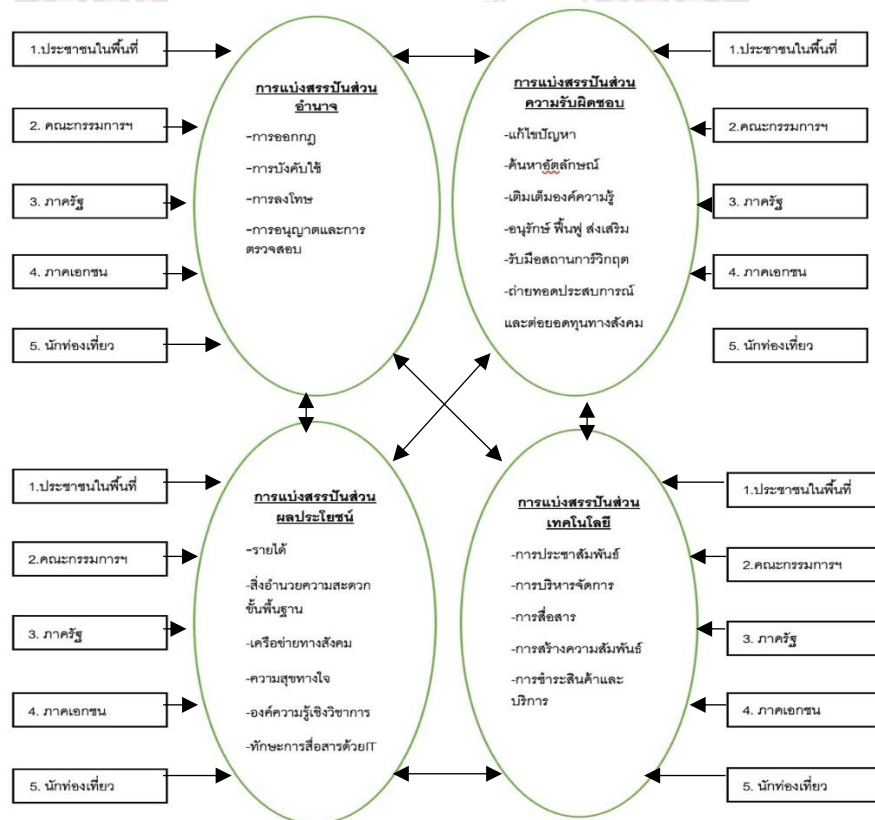 1.ประชาชนในพื้นที่
2. คณะกรรมการฯ
3. ภาครัฐ
4. ภาคเอกชน
5. นักท่องเที่ยว
การแบ่งสรรปันส่วน
อำนาจ
-การออกกฎ
-การบังคับใช้
-การลงโทษ
-การอนุญาตและการ
ตรวจสอบ
การแบ่งสรรปันส่วน
ความรับผิดชอบ
-แก้ไขปัญหา
-ค้นหาอัตลักษณ์
-เติมเต็มองค์ความรู้
-อนุรักษ์ ฟื้นฟู ส่งเสริม
-รับมือสถานการ์วิกฤต
-ถ่ายทอดประสบการณ์
และต่อยอดทุนทางสังคม
1.ประชาชนในพื้นที่
2.คณะกรรมการฯ
3. ภาครัฐ
4. ภาคเอกชน
5. นักท่องเที่ยว
1.ประชาชนในพื้นที่
2.คณะกรรมการฯ
3. ภาครัฐ
4. ภาคเอกชน
5. นักท่องเที่ยว
การแบ่งสรรปันส่วน
ผลประโยชน์
-รายได้
-สิ่งอำนวยความสะดวก
ขั้นพื้นฐาน
-เครือข่ายทางสังคม
-ความสุขทางใจ
-องค์ความรู้เชิงวิชาการ
-ทักษะการสื่อสารด้วยIT
การแบ่งสรรปันส่วน
เทคโนโลยี
-การประชาสัมพันธ์
-การบริหารจัดการ
-การสื่อสาร
-การสร้างความสัมพันธ์
-การชำระสินค้าและ
บริการ
1.ประชาชนในพื้นที่
2.คณะกรรมการฯ
3. ภาครัฐ
4. ภาคเอกชน
5. นักท่องเที่ยว